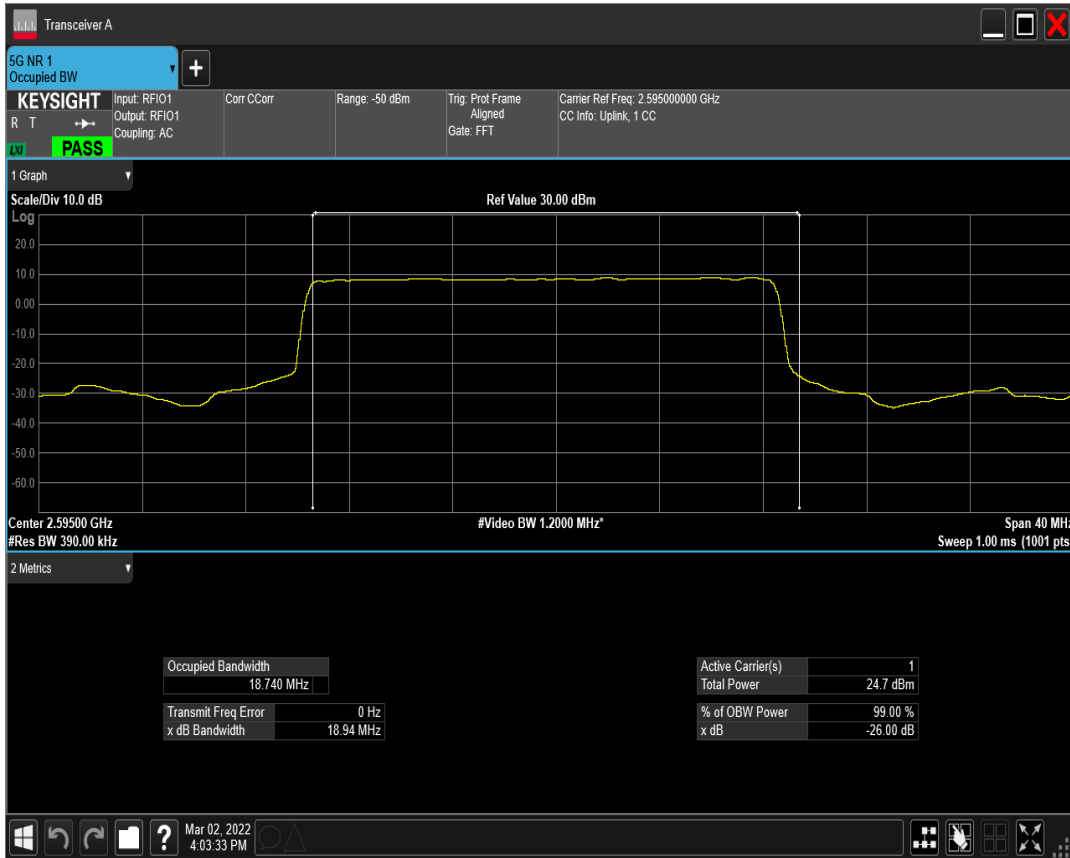 Transceiver A
5G NR 1
Occupied BW
KEYSIGHT
R T
LXI
PASS
Input: RFIO1
Output: RFIO1
Coupling: AC
Corr CCorr
Range: -50 dBm
Trig: Prot Frame
Aligned
Gate: FFT
Carrier Ref Freq: 2.595000000 GHz
CC Info: Uplink, 1 CC
1 Graph
Scale/Div 10.0 dB
Ref Value 30.00 dBm
Log
20.0
10.0
0.00
-10.0
-20.0
-30.0
-40.0
-50.0
-60.0
Center 2.59500 GHz
#Video BW 1.2000 MHz*
Span 40 MHz
#Res BW 390.00 kHz
Sweep 1.00 ms (1001 pts
2 Metrics
Occupied Bandwidth
18.740 MHz
Transmit Freq Error 0 Hz
x dB Bandwidth 18.94 MHz
Active Carrier(s) 1
Total Power 24.7 dBm
% of OBW Power 99.00 %
x dB -26.00 dB
Mar 02, 2022
4:03:33 PM